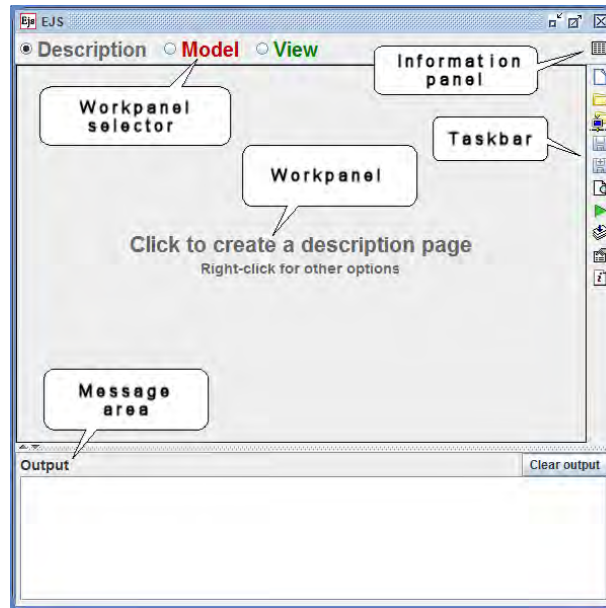 Ejs EJS
Description Model View
Information
panel
Workpanel
selector
Taskbar
Workpanel
Click to create a description page
Right-click for other options
Message
area
Output
Clear output